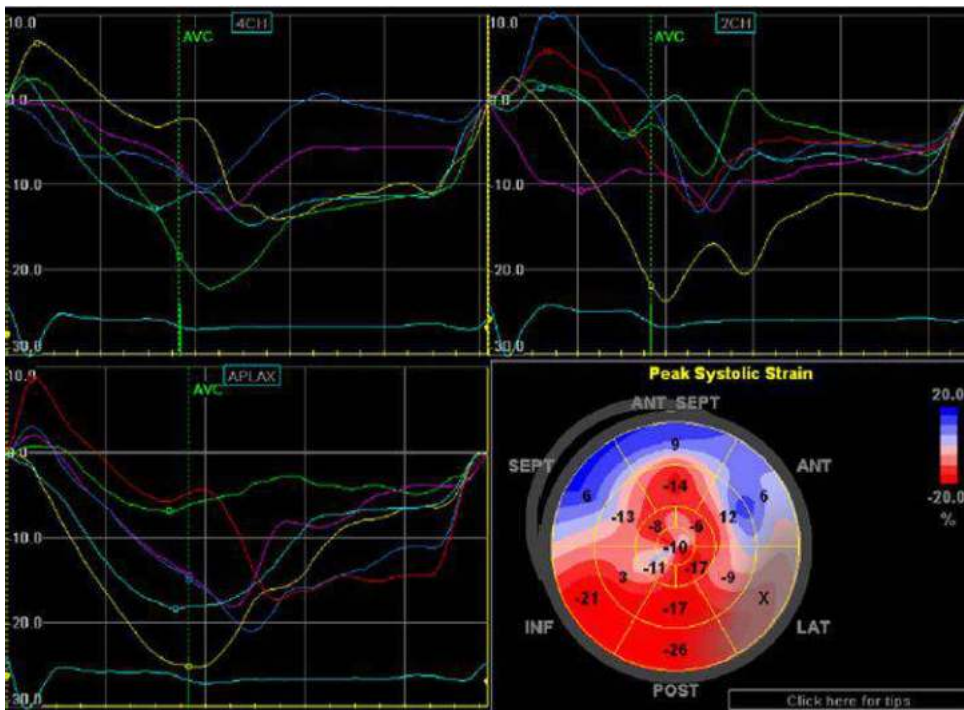 10.0
4CH
AVC
0.0
-10.0
20.0
30.0
10.0
2CH
AVC
0.0
-10.0
20.0
30.0
10.0
APLAX
AVC
0.0
10.0
20.0
30.0
Peak Systolic Strain
20.0
ANT_SEPT
SEPT
ANT
9
6
6
-14
-13
12
-8
-6
-10
-11
-17
3
-9
-21
X
-17
-26
INF
LAT
POST
-20.0
%
Click here for tips